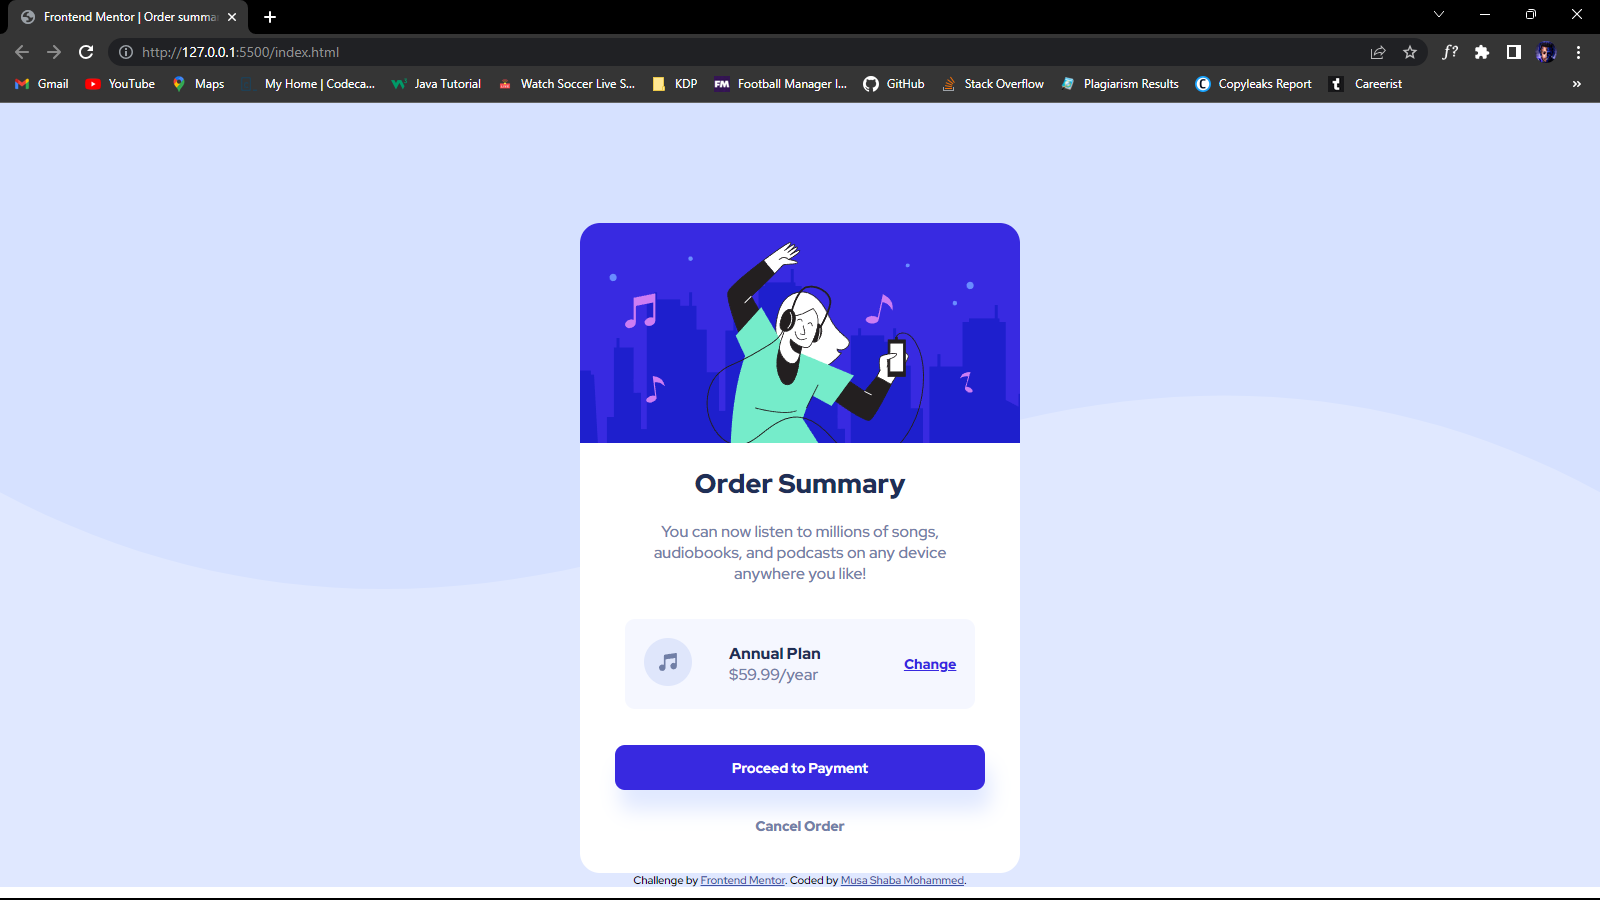 Frontend Mentor | Order summa
http://127.0.0.1:5500/index.html
f?
Gmail YouTube Maps My Home | Codeca... Java Tutorial Watch Soccer Live S... KDP FM Football Manager I... GitHub Stack Overflow Plagiarism Results C Copyleaks Report t Careerist »
Order Summary
You can now listen to millions of songs,
audiobooks, and podcasts on any device
anywhere you like!
Annual Plan
$59.99/year
Change
Proceed to Payment
Cancel Order
Challenge by Frontend Mentor. Coded by Musa Shaba Mohammed.